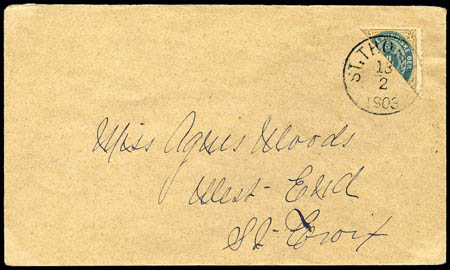 ST. THO
13
2
1903
Miss Agnes Woods
West-End
St-Croix